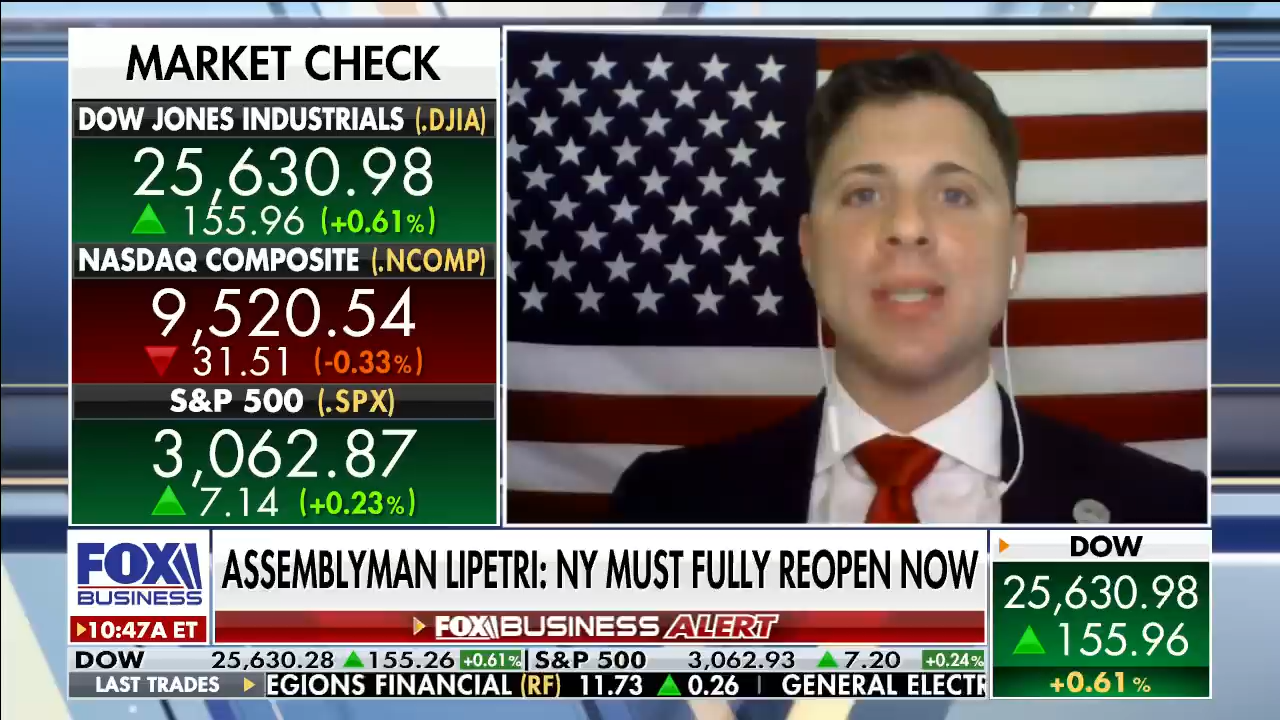 MARKET CHECK
DOW JONES INDUSTRIALS (.DJIA)
25,630.98
155.96 (+0.61%)
NASDAQ COMPOSITE (.NCOMP)
9,520.54
31.51 (-0.33%)
S&P 500 (.SPX)
3,062.87
7.14 (+0.23%)
FOX
BUSINESS
10:47A ET
ASSEMBLYMAN LIPETRI: NY MUST FULLY REOPEN NOW
FOX BUSINESS ALERT
DOW
25,630.98
155.96
+0.61%
DOW 25,630.28 155.26 +0.61% S&P 500 3,062.93 7.20 +0.24%
LAST TRADES EGIONS FINANCIAL (RF) 11.73 0.26 | GENERAL ELECTR